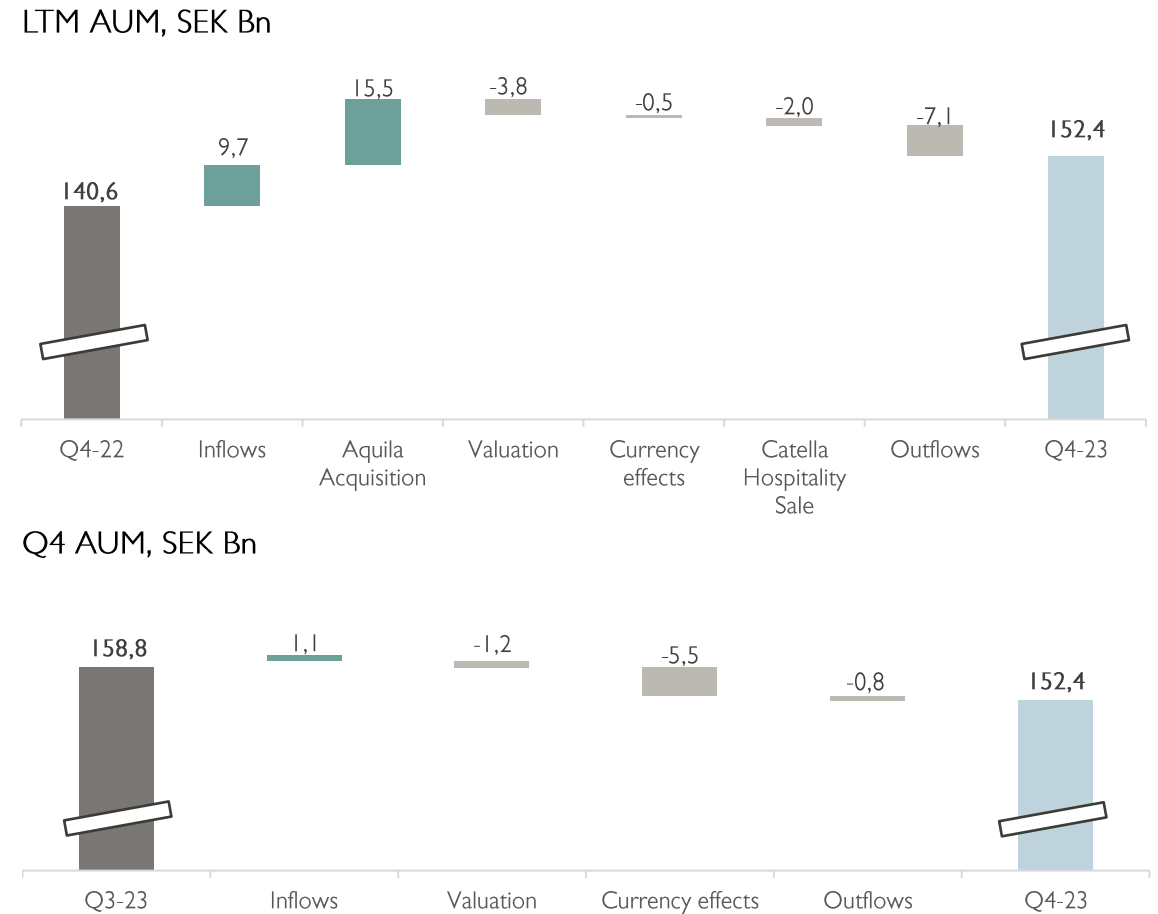 LTM AUM, SEK Bn
140,6
9,7
15,5
-3,8
-0,5
-2,0
-7,1
152,4
Q4-22
Inflows
Aquila
Acquisition
Valuation
Currency
effects
Catella
Hospitality
Sale
Outflows
Q4-23
Q4 AUM, SEK Bn
158,8
1,1
-1,2
-5,5
-0,8
152,4
Q3-23
Inflows
Valuation
Currency effects
Outflows
Q4-23